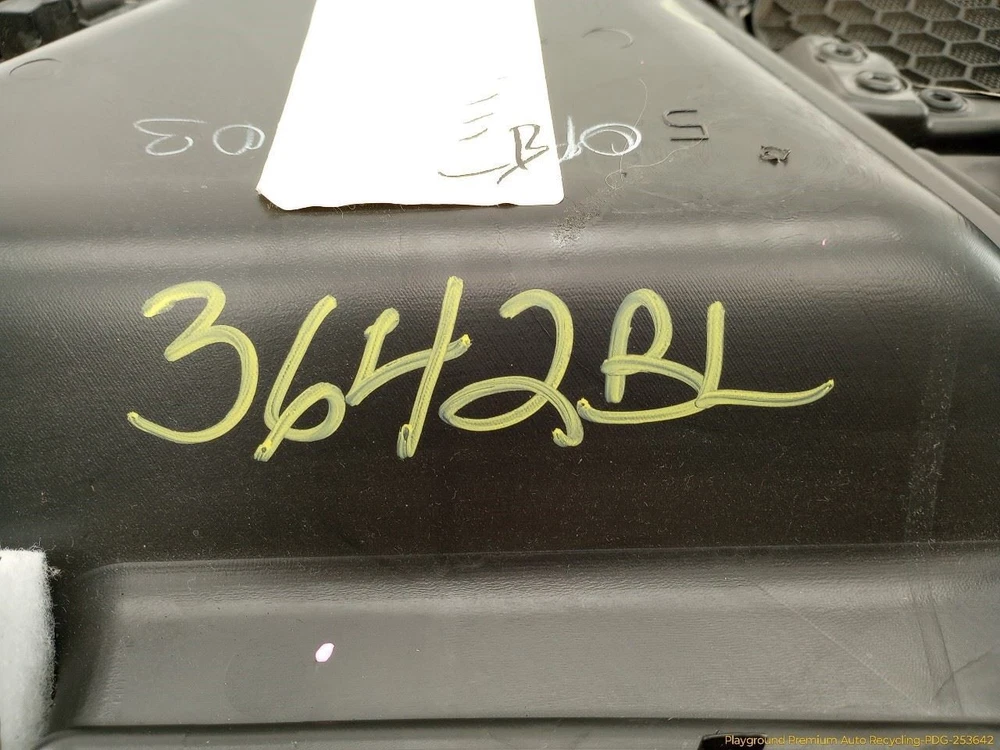 3642BL
Playground Premium Auto Recycling-PDG-253642